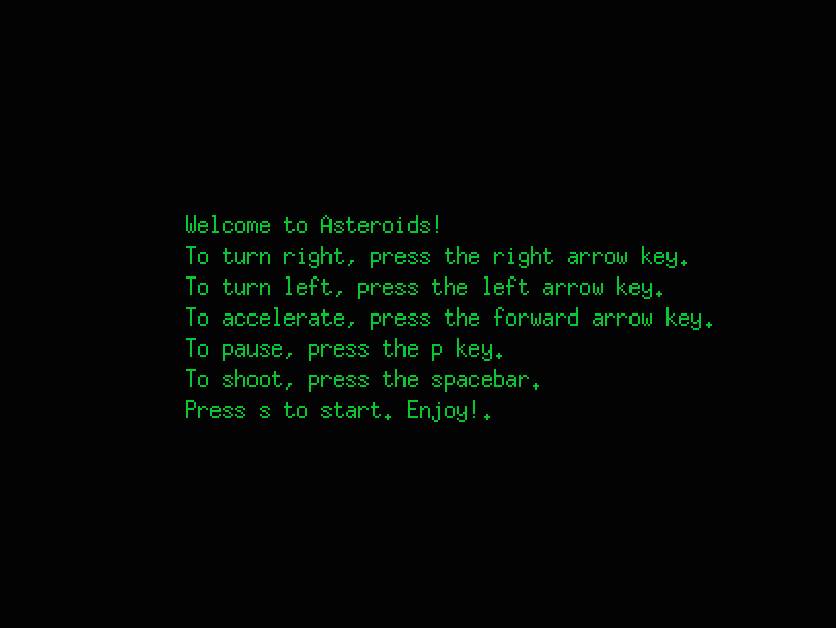 Welcome to Asteroids!
To turn right, press the right arrow key.
To turn left, press the left arrow key.
To accelerate, press the forward arrow key.
To pause, press the p key.
To shoot, press the spacebar.
Press s to start. Enjoy!.